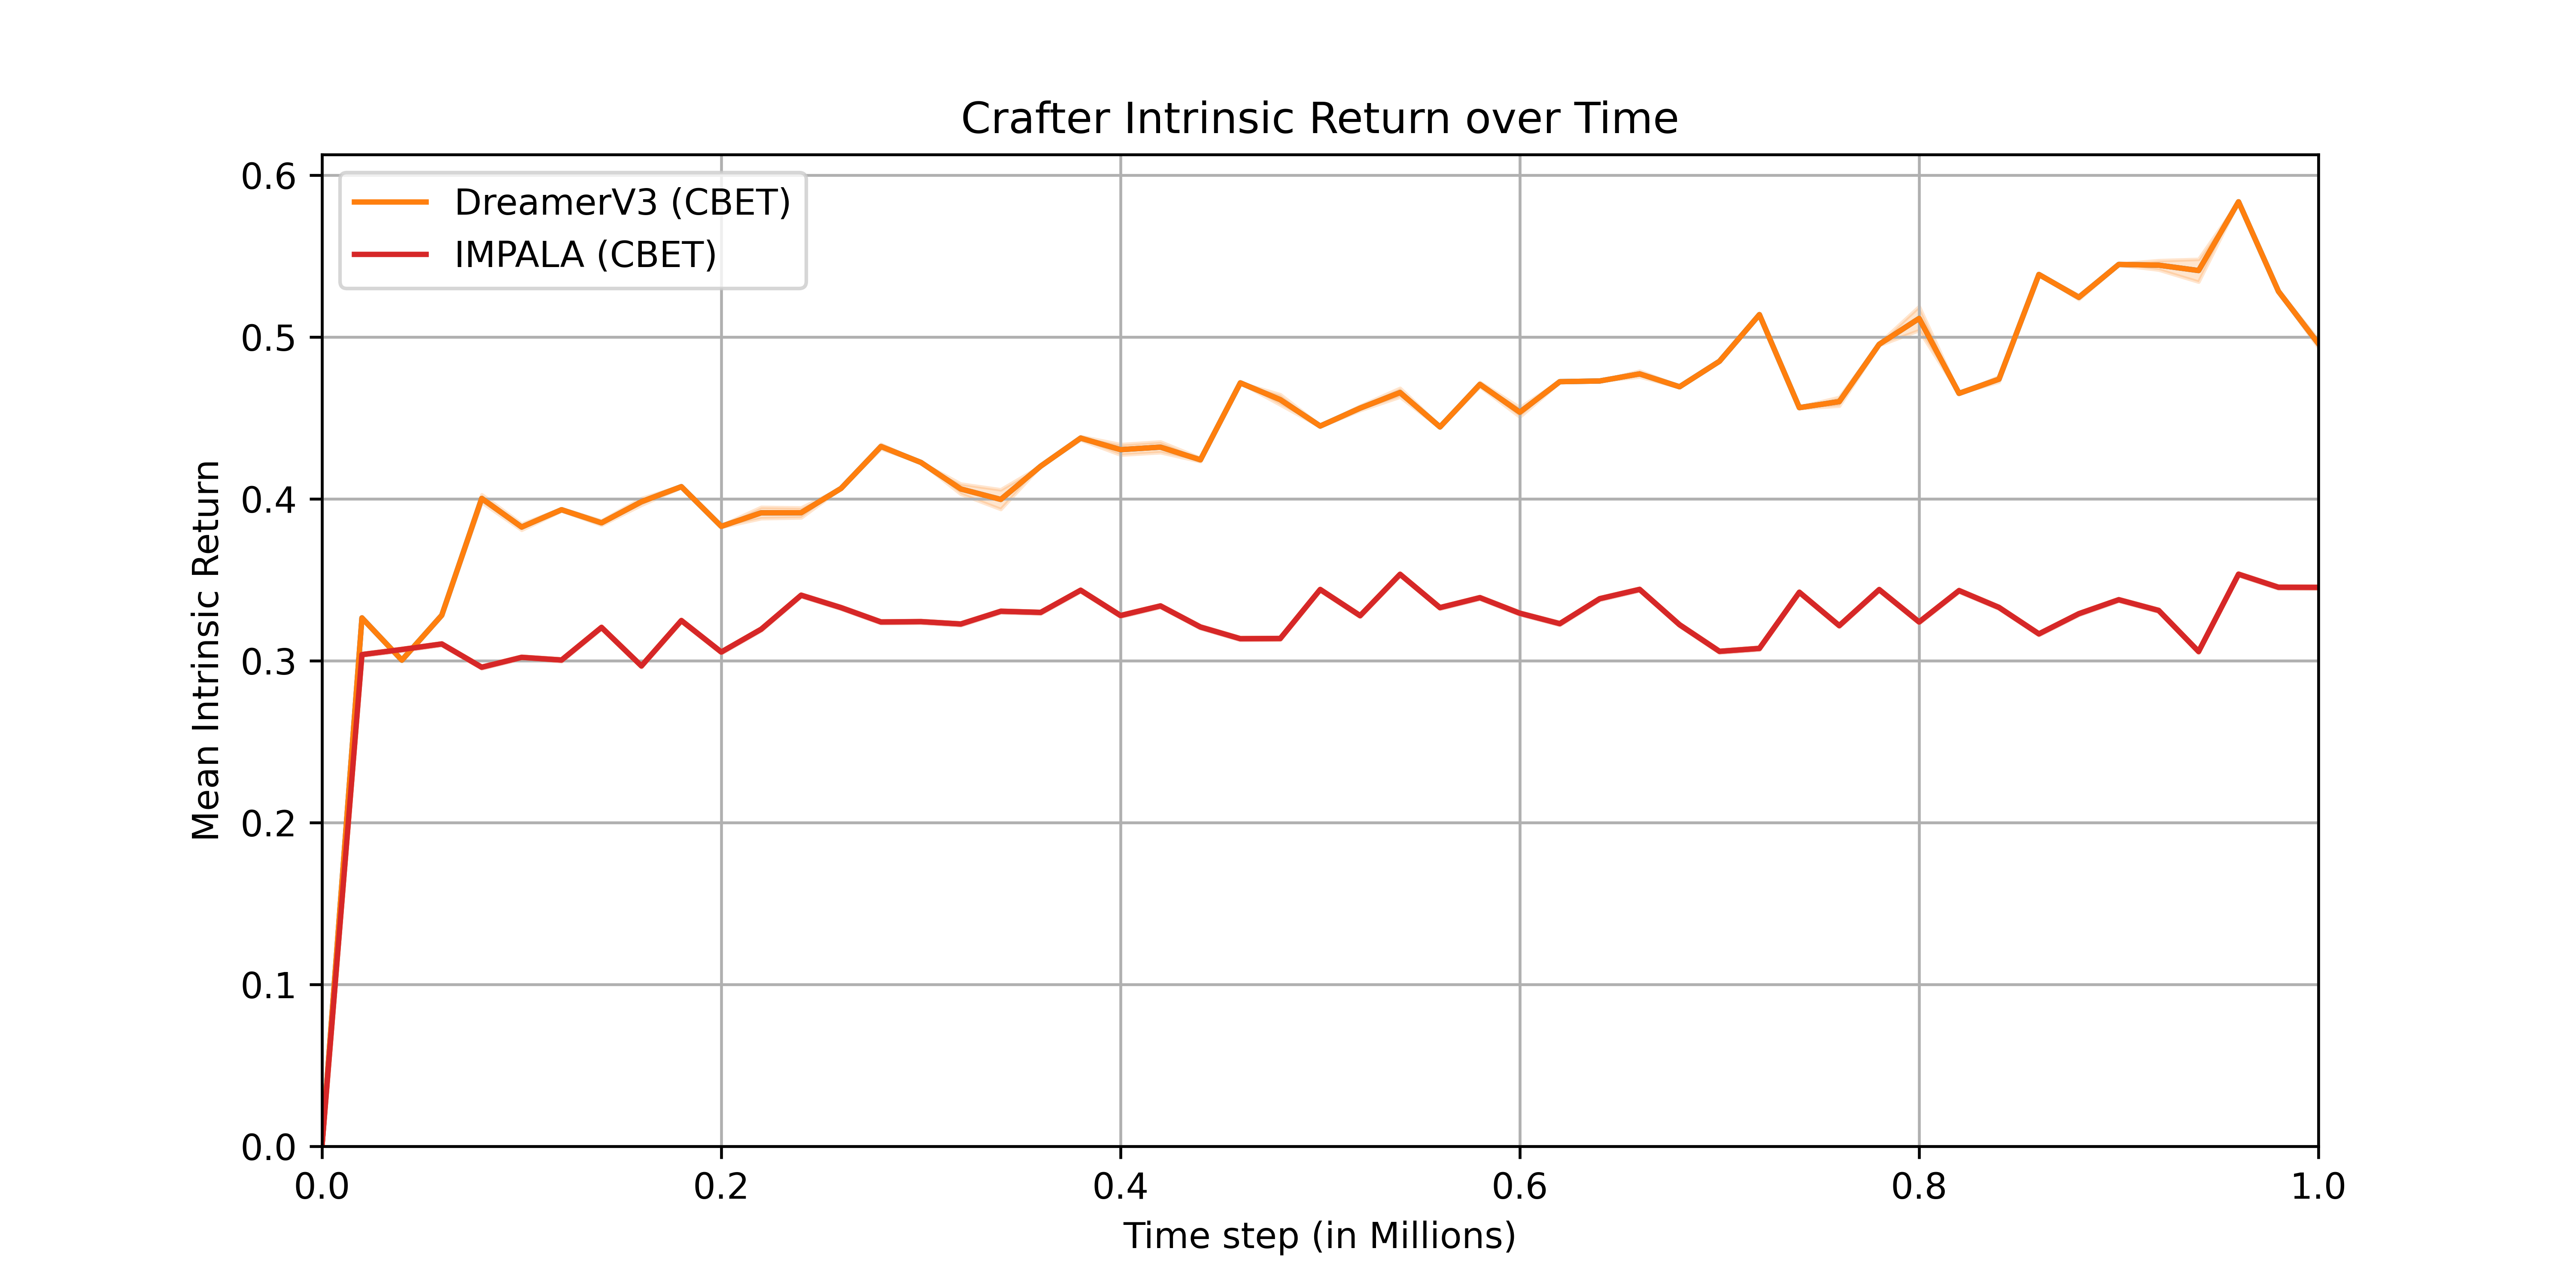 Crafter Intrinsic Return over Time
DreamerV3 (CBET)
IMPALA (CBET)
Mean Intrinsic Return
0.6
0.5
0.4
0.3
0.2
0.1
0.0
0.0 0.2 0.4 0.6 0.8 1.0
Time step (in Millions)